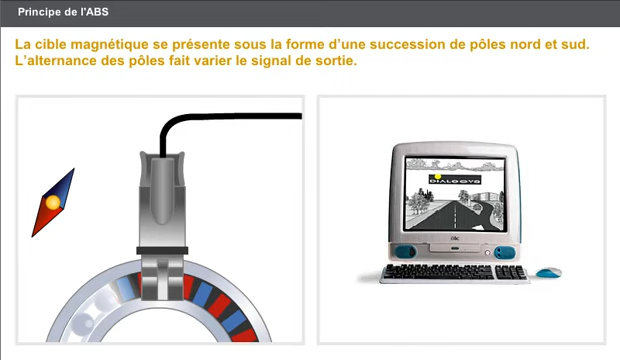 Principe de l'ABS
La cible magnétique se présente sous la forme d’une succession de pôles nord et sud.
L’alternance des pôles fait varier le signal de sortie.
DIALOGYS